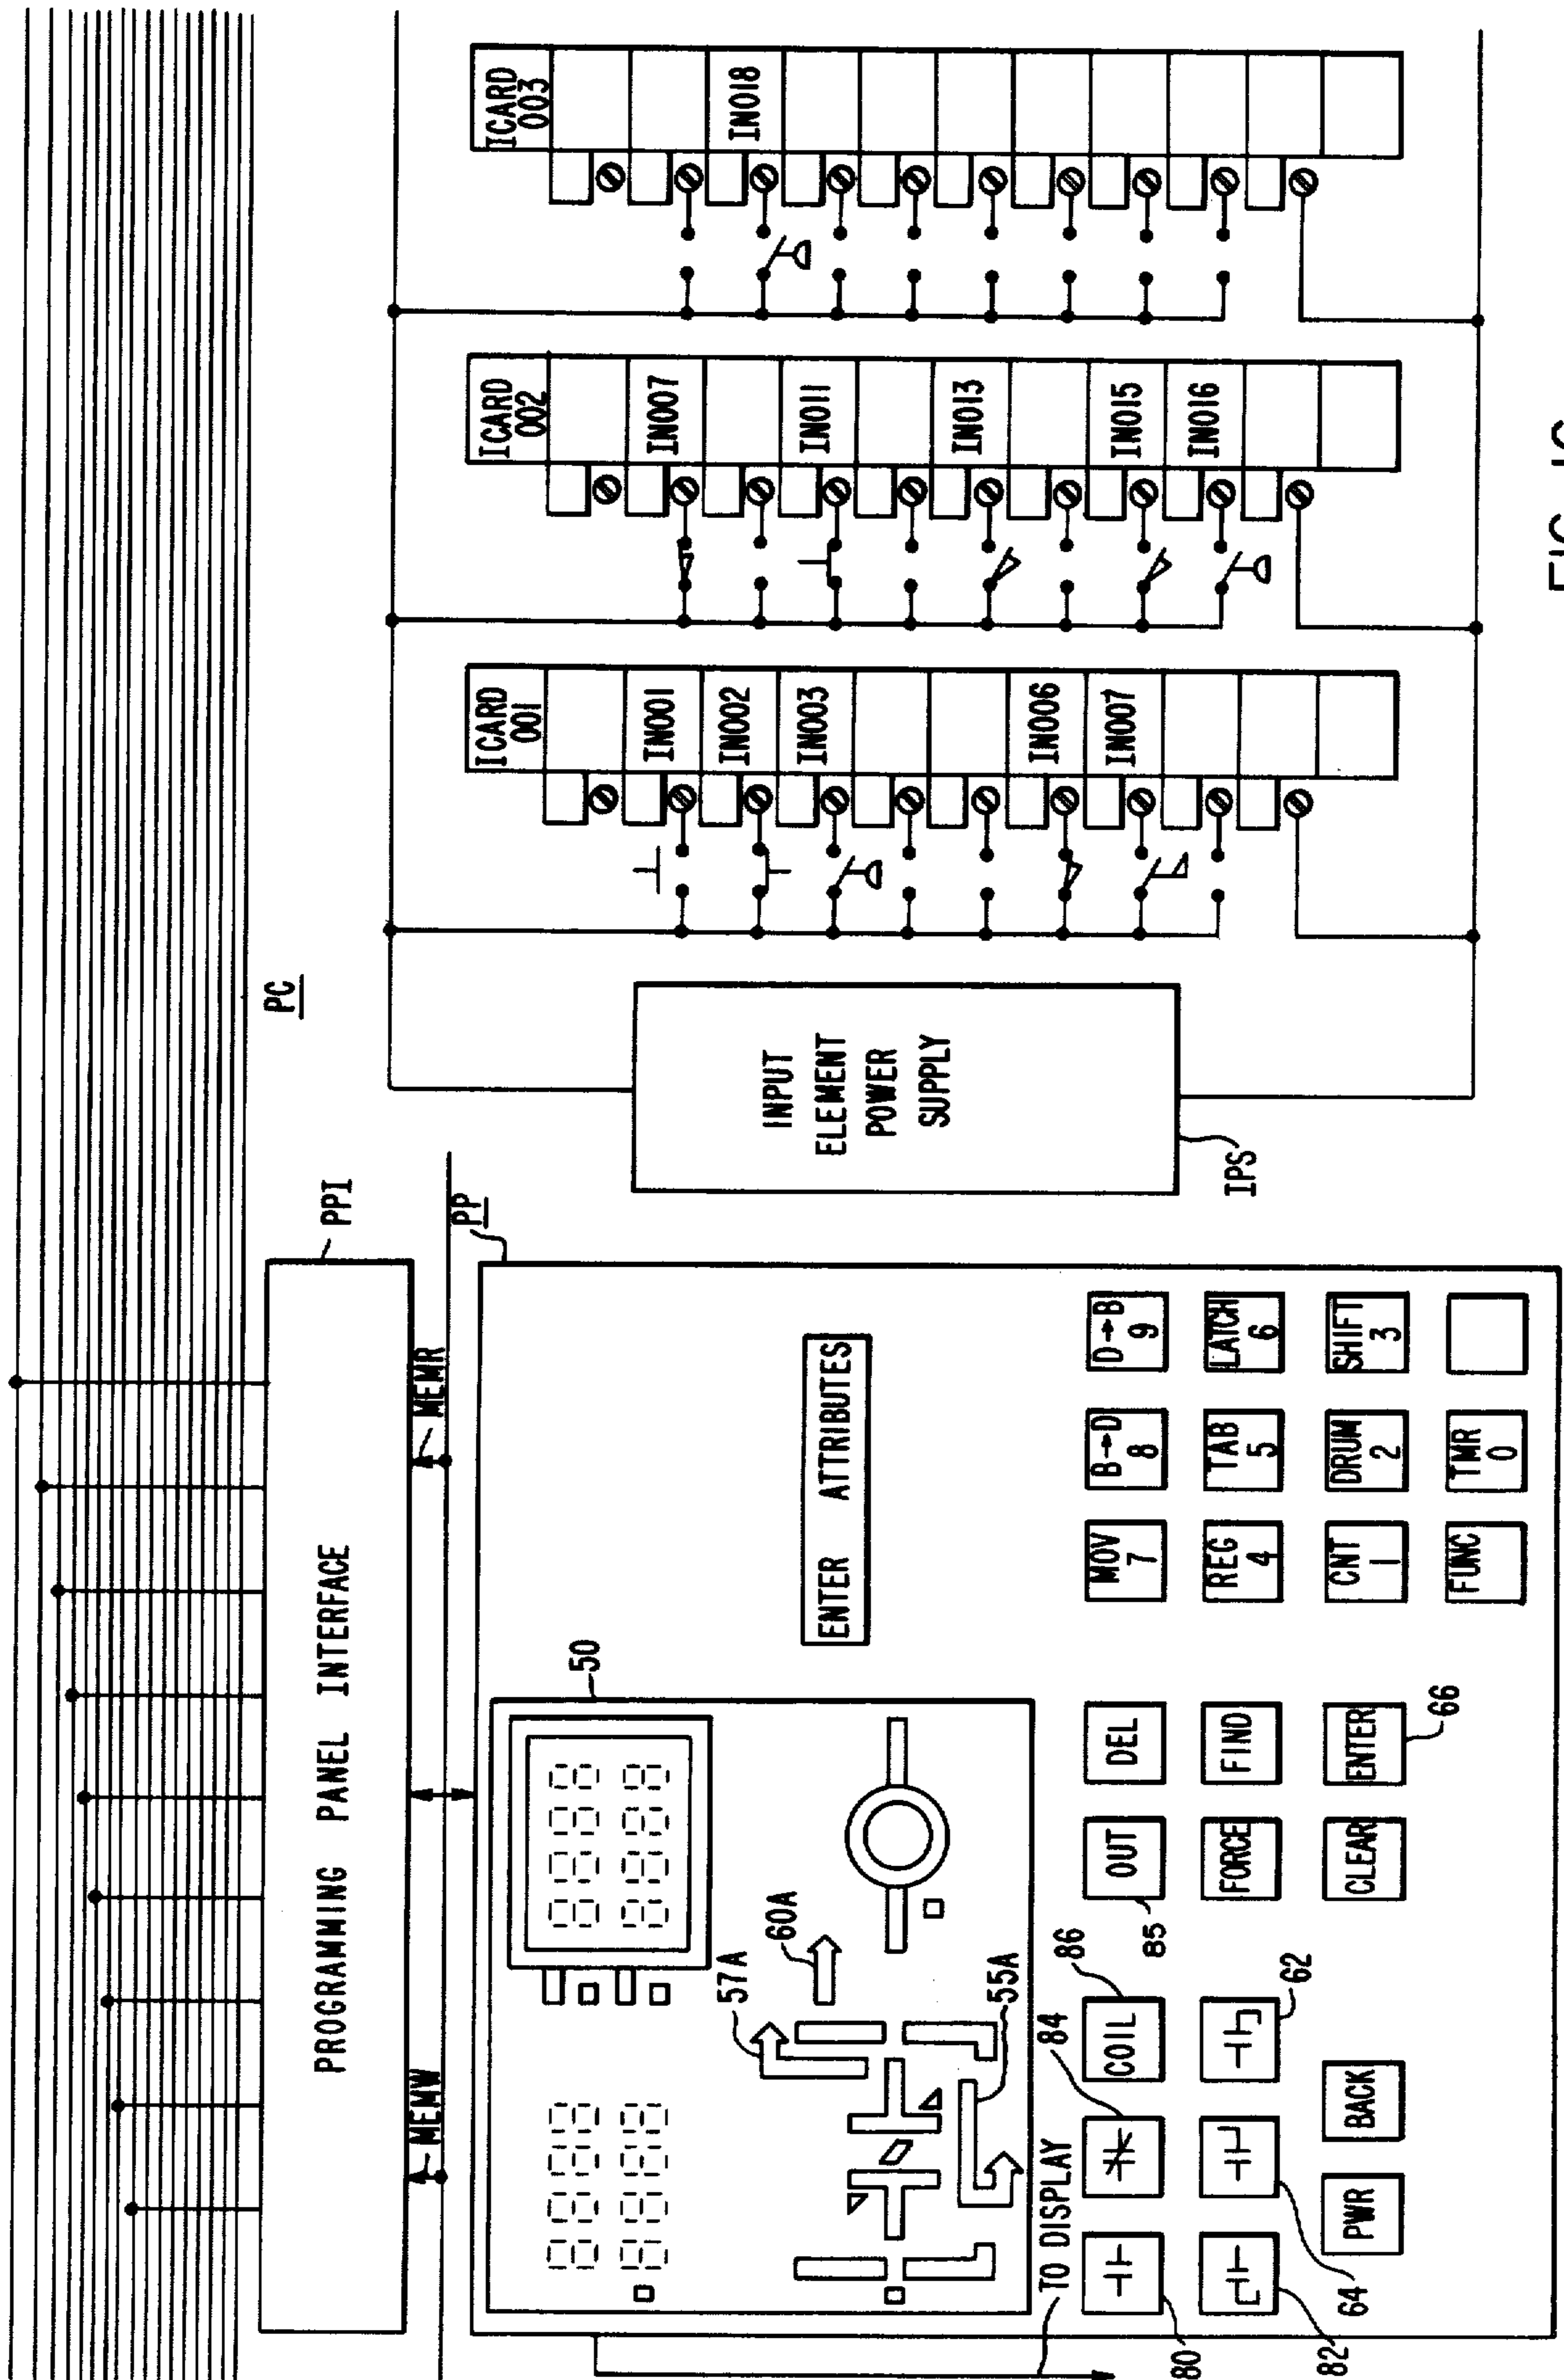 PROGRAMMING PANEL INTERFACE
PPI
MEMW
MEMR
PC
PP
50
57A
60A
55A
ENTER ATTRIBUTES
TO DISPLAY
84
COIL
86
OUT
85
DEL
MOV
7
B→D
8
D→B
9
80
62
FORCE
FIND
REG
4
TAB
5
LATCH
6
82
64
PWR
BACK
CLEAR
ENTER
66
CNT
1
DRUM
2
SHIFT
3
FUNC
TMR
0
INPUT
ELEMENT
POWER
SUPPLY
IPS
ICARD
001
IN001
IN002
IN003
IN006
IN007
ICARD
002
IN007
IN011
IN013
IN015
IN016
ICARD
003
IN018